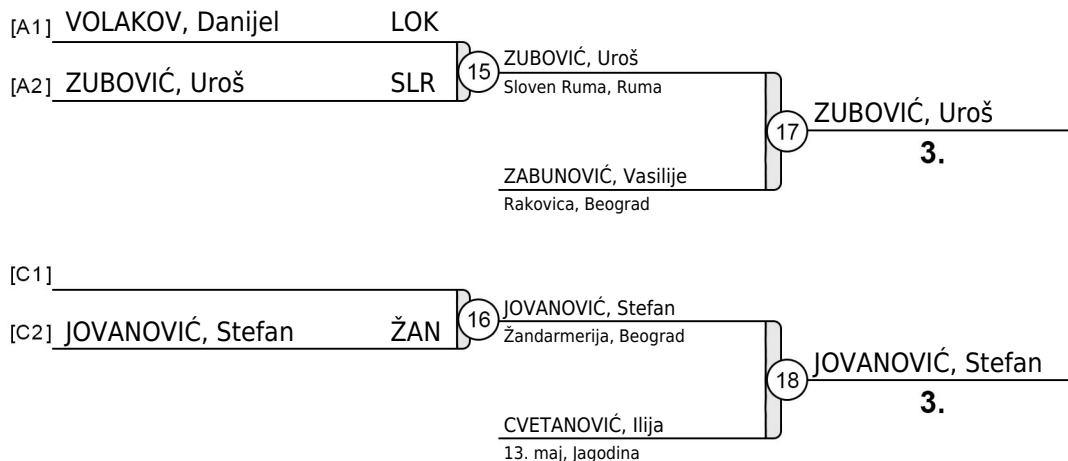 [A1] VOLAKOV, Danijel LOK
[A2] ZUBOVIĆ, Uroš SLR
15
ZUBOVIĆ, Uroš
Sloven Ruma, Ruma
ZABUNOVIĆ, Vasilije
Rakovica, Beograd
17
ZUBOVIĆ, Uroš
3.
[C1]
[C2] JOVANOVIĆ, Stefan ŽAN
16
JOVANOVIĆ, Stefan
Žandarmerija, Beograd
CVETANOVIĆ, Ilija
13. maj, Jagodina
18
JOVANOVIĆ, Stefan
3.